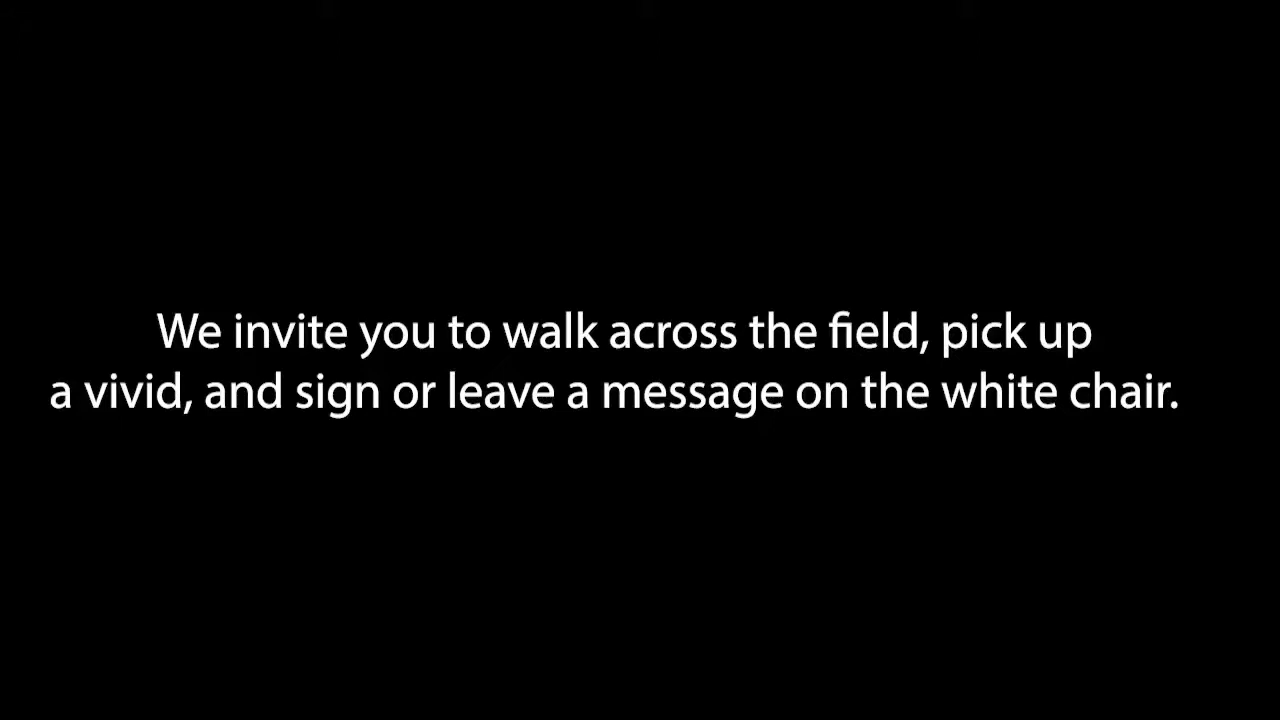 We invite you to walk across the field, pick up
a vivid, and sign or leave a message on the white chair.